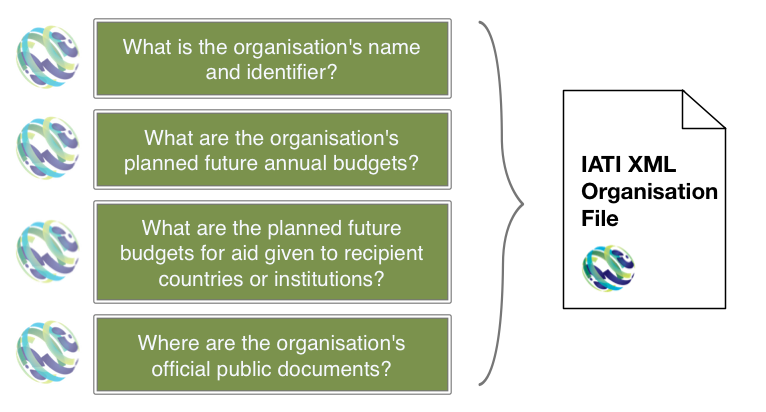 What is the organisation's name
and identifier?
What are the organisation's
planned future annual budgets?
What are the planned future
budgets for aid given to recipient
countries or institutions?
Where are the organisation's
official public documents?
IATI XML
Organisation
File